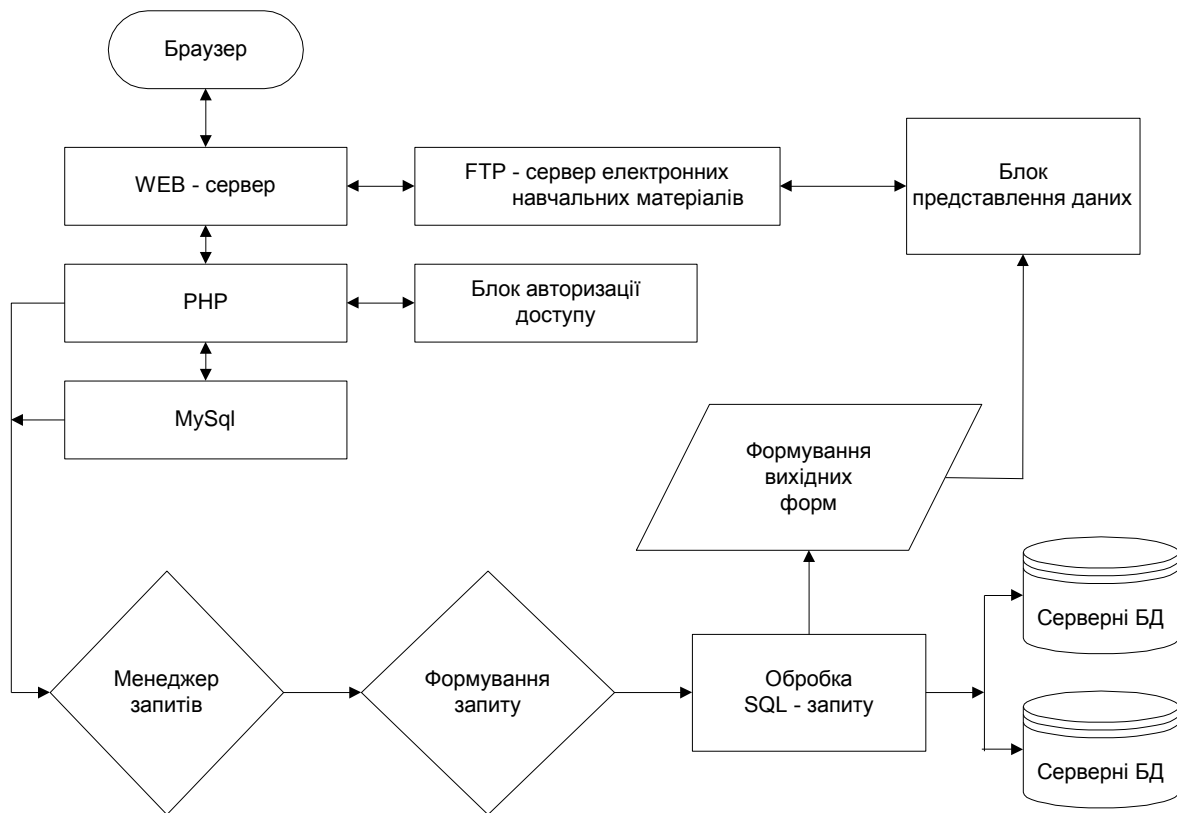 Браузер
WEB - сервер
FTP - сервер електронних
навчальних матеріалів
Блок
представлення даних
PHP
Блок авторизації
доступу
MySql
Формування
вихідних
форм
Серверні БД
Менеджер
запитів
Формування
запиту
Обробка
SQL - запиту
Серверні БД